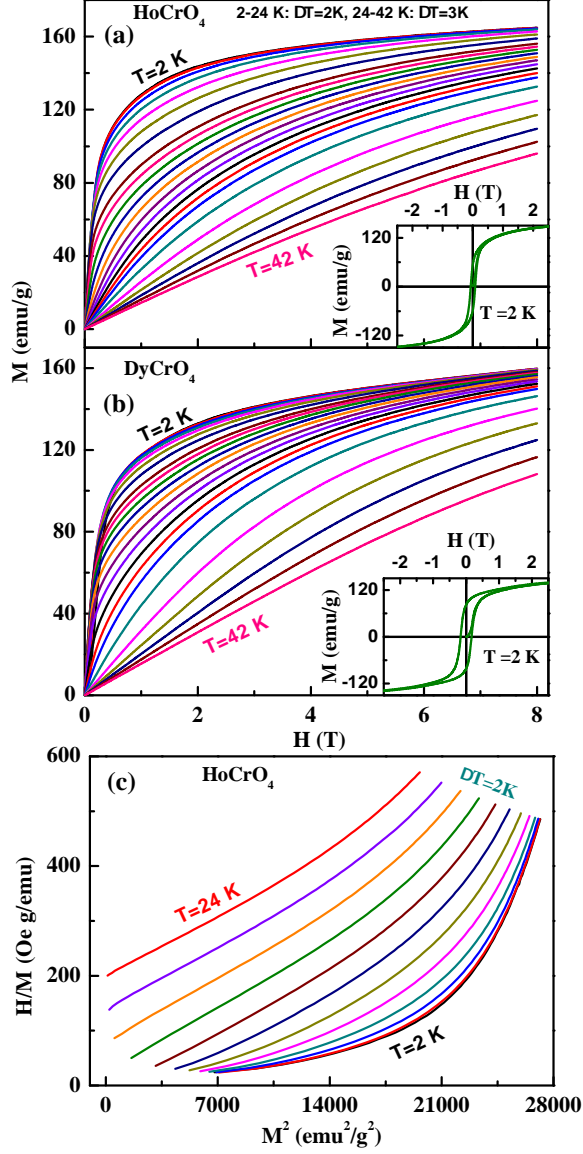 HoCrO4 2-24 K: DT=2K, 24-42 K: DT=3K
(a)
T=2 K
160
120
80
40
0
M (emu/g)
T=42 K
H (T)
-2 -1 0 1 2
120
0
-120
M (emu/g)
T = 2 K
DyCrO4
(b)
T=2 K
160
120
80
40
0
T=42 K
H (T)
-2 -1 0 1 2
120
0
-120
M (emu/g)
T = 2 K
0 2 4 6 8
H (T)
600
400
200
0
H/M (Oe g/emu)
(c) HoCrO4
DT=2K
T=24 K
T=2 K
0 7000 14000 21000 28000
M2 (emu2/g2)